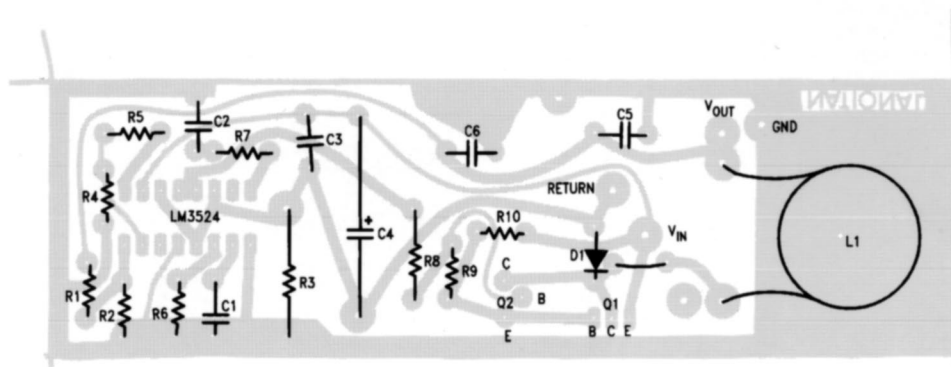 NATIONAL
VOUT
GND
R5
C2
R7
C3
C6
C5
R4
LM3524
RETURN
R10
VIN
L1
C4
D1
R8
R9
C
R1
R2
R6
C1
R3
Q2
B
Q1
E
B C E